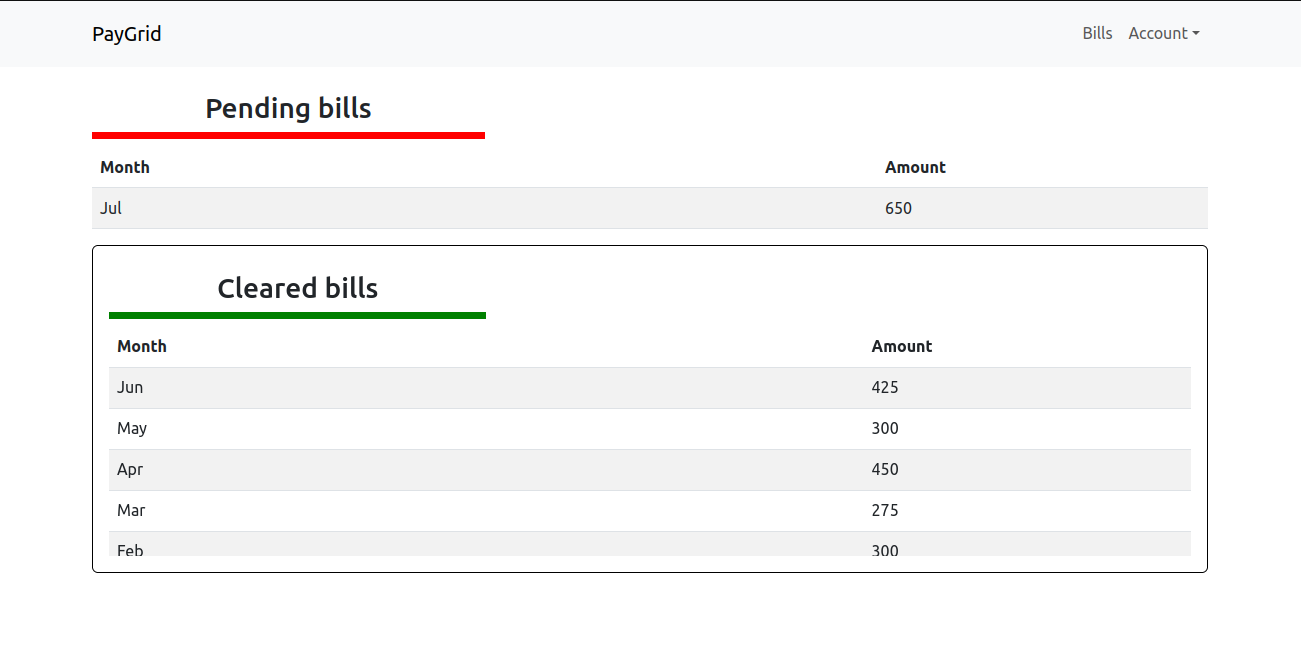 PayGrid Bills Account
Pending bills
Month Amount
Jul 650
Cleared bills
Month Amount
Jun 425
May 300
Apr 450
Mar 275
Feb 300